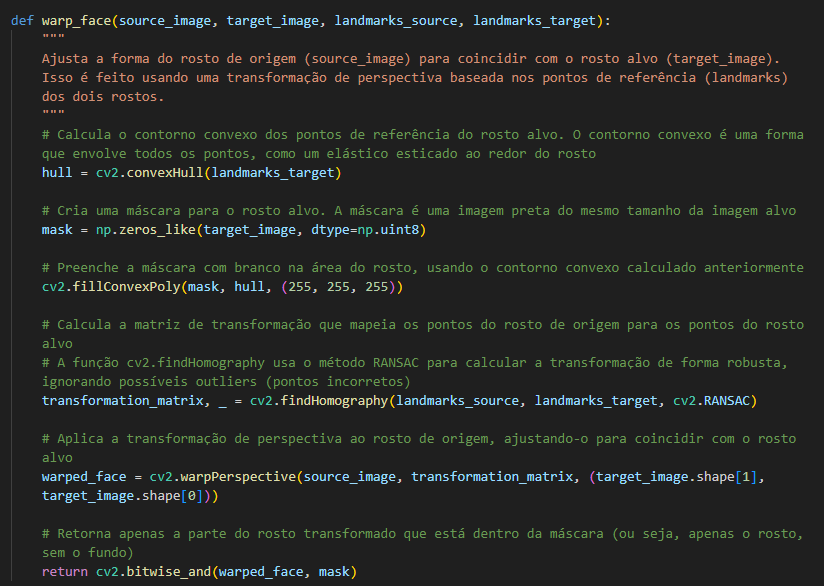 def warp_face(source_image, target_image, landmarks_source, landmarks_target):
"""
Ajusta a forma do rosto de origem (source_image) para coincidir com o rosto alvo (target_image).
Isso é feito usando uma transformação de perspectiva baseada nos pontos de referência (landmarks)
dos dois rostos.
"""
# Calcula o contorno convexo dos pontos de referência do rosto alvo. O contorno convexo é uma forma
que envolve todos os pontos, como um elástico esticado ao redor do rosto
hull = cv2.convexHull(landmarks_target)
# Cria uma máscara para o rosto alvo. A máscara é uma imagem preta do mesmo tamanho da imagem alvo
mask = np.zeros_like(target_image, dtype=np.uint8)
# Preenche a máscara com branco na área do rosto, usando o contorno convexo calculado anteriormente
cv2.fillConvexPoly(mask, hull, (255, 255, 255))
# Calcula a matriz de transformação que mapeia os pontos do rosto de origem para os pontos do rosto
alvo
# A função cv2.findHomography usa o método RANSAC para calcular a transformação de forma robusta,
ignorando possíveis outliers (pontos incorretos)
transformation_matrix, _ = cv2.findHomography(landmarks_source, landmarks_target, cv2.RANSAC)
# Aplica a transformação de perspectiva ao rosto de origem, ajustando-o para coincidir com o rosto
alvo
warped_face = cv2.warpPerspective(source_image, transformation_matrix, (target_image.shape[1],
target_image.shape[0]))
# Retorna apenas a parte do rosto transformado que está dentro da máscara (ou seja, apenas o rosto,
sem o fundo)
return cv2.bitwise_and(warped_face, mask)